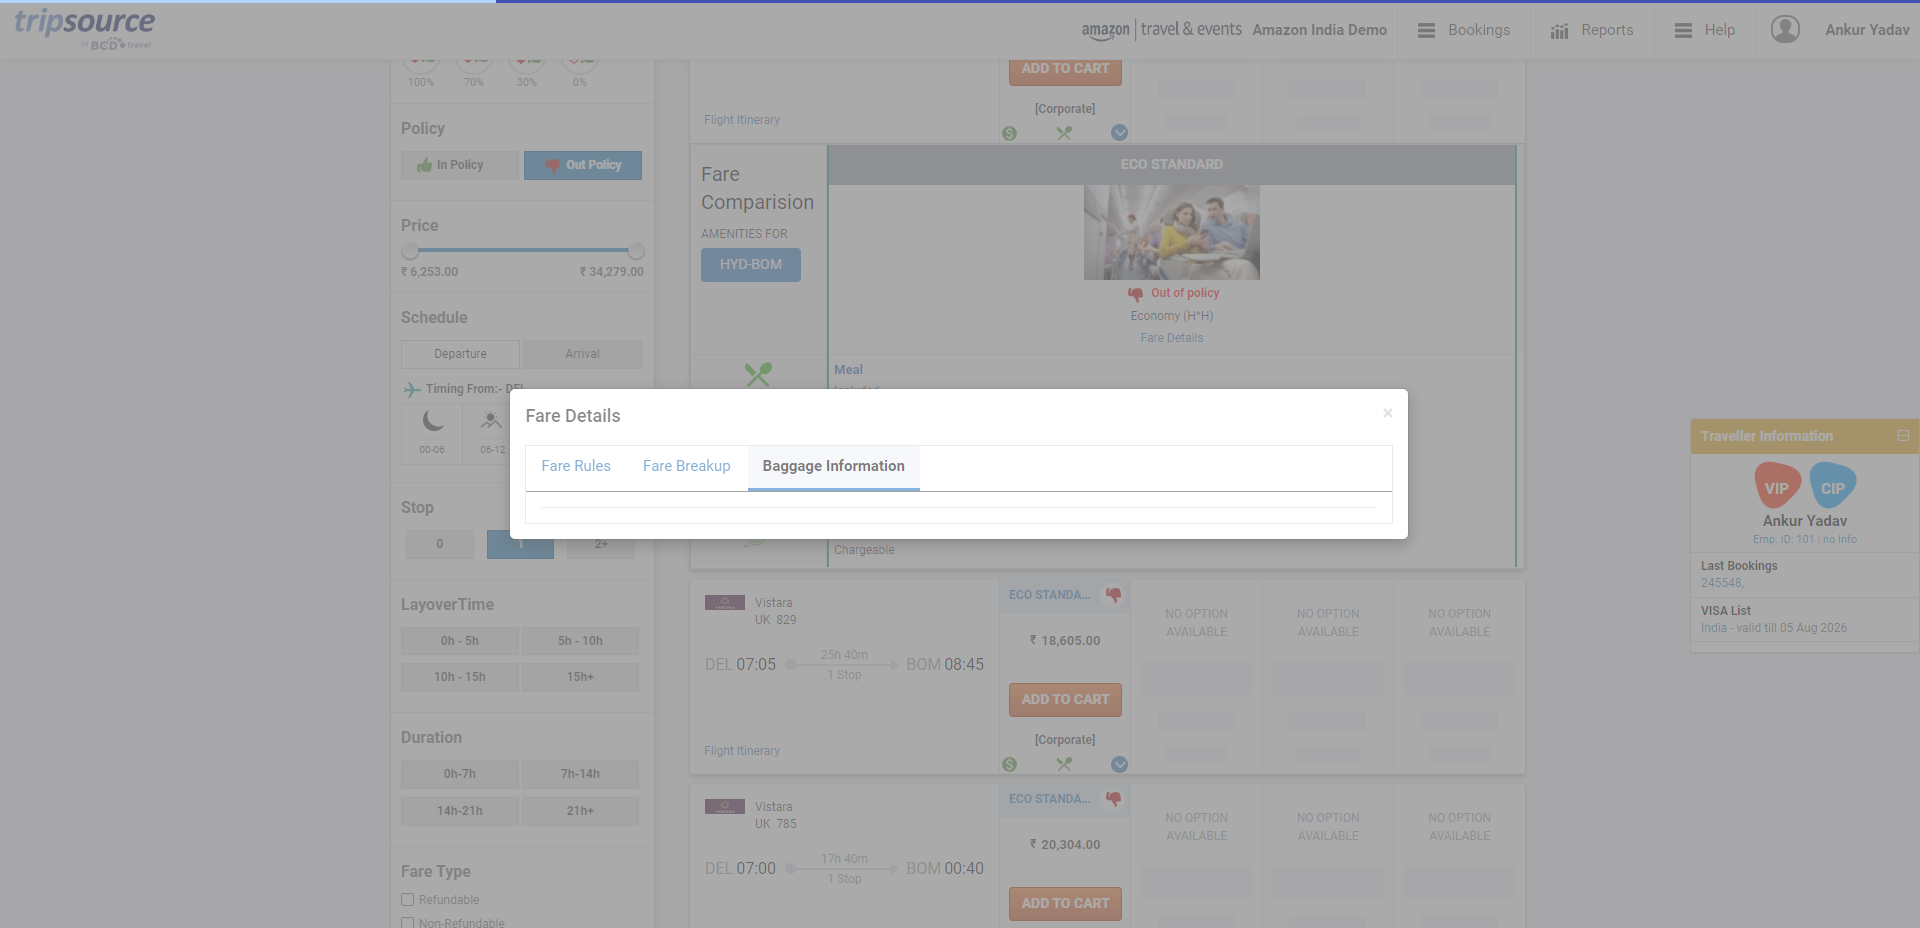 tripsource
TO BCD travel
amazon travel & events
Amazon India Demo
Bookings
Reports
Help
Ankur Yadav
100%
70%
30%
0%
Policy
In Policy
Out Policy
Price
₹ 6,253.00
₹ 34,279.00
Schedule
Departure
Arrival
Timing From:- DEL
00-06
06-12
Stop
0
1
2+
LayoverTime
0h - 5h
5h - 10h
10h - 15h
15h+
Duration
0h-7h
7h-14h
14h-21h
21h+
Fare Type
Refundable
Non-Refundable
ADD TO CART
[Corporate]
Flight Itinerary
Fare
Comparision
AMENITIES FOR
HYD-BOM
ECO STANDARD
Out of policy
Economy (H^H)
Fare Details
Meal
Included
Fare Details
×
Fare Rules
Fare Breakup
Baggage Information
Chargeable
Vistara
UK 829
DEL 07:05
25h 40m
1 Stop
BOM 08:45
Flight Itinerary
ECO STANDA...
₹ 18,605.00
ADD TO CART
[Corporate]
NO OPTION
AVAILABLE
NO OPTION
AVAILABLE
NO OPTION
AVAILABLE
Vistara
UK 785
DEL 07:00
17h 40m
1 Stop
BOM 00:40
ECO STANDA...
₹ 20,304.00
ADD TO CART
NO OPTION
AVAILABLE
NO OPTION
AVAILABLE
NO OPTION
AVAILABLE
Traveller Information
VIP
CIP
Ankur Yadav
Emp. ID: 101 | no Info
Last Bookings
245548,
VISA List
India - valid till 05 Aug 2026